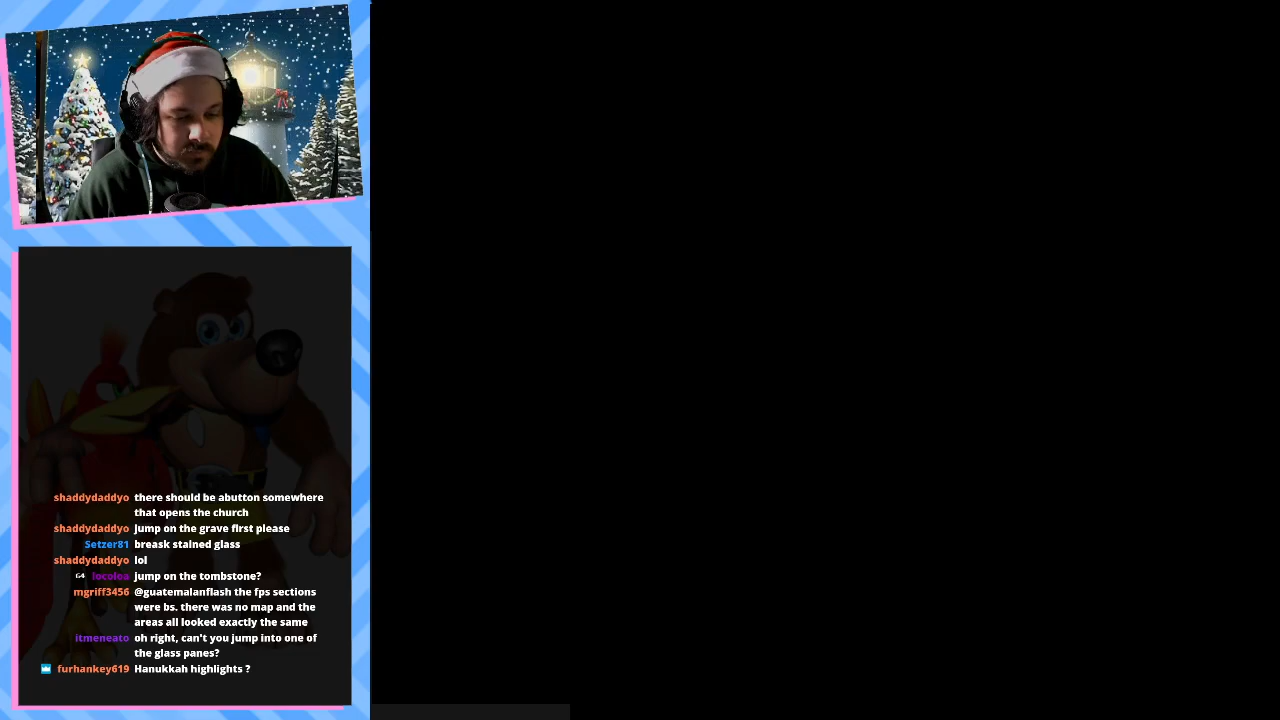 shaddydaddyo there should be abutton somewhere
that opens the church
shaddydaddyo Jump on the grave first please
Setzer81 breask stained glass
shaddydaddyo lol
G4 locoloa jump on the tombstone?
mgriff3456 @guatemalanflash the fps sections
were bs. there was no map and the
areas all looked exactly the same
itmeneato oh right, can't you jump into one of
the glass panes?
furhankey619 Hanukkah highlights ?